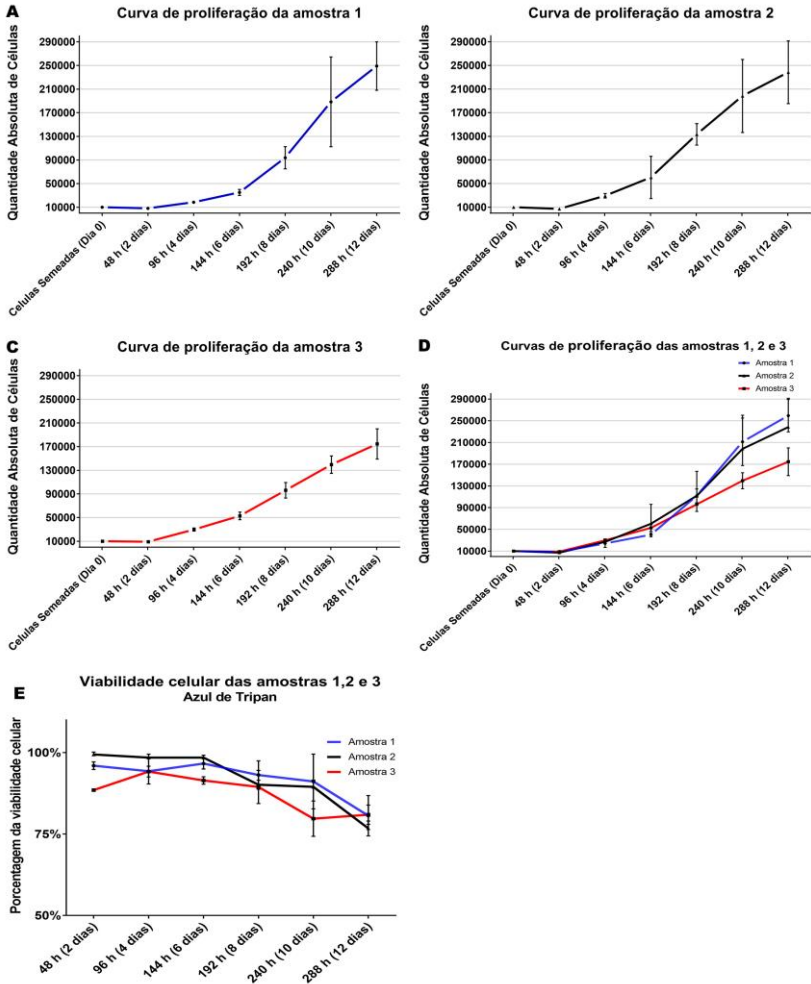 A
Curva de proliferação da amostra 1
Quantidade Absoluta de Células
290000
250000
210000
170000
130000
90000
50000
10000
Celulas Semeadas (Dia 0)
48 h (2 dias)
96 h (4 dias)
144 h (6 dias)
192 h (8 dias)
240 h (10 dias)
288 h (12 dias)
Curva de proliferação da amostra 2
Quantidade Absoluta de Células
290000
250000
210000
170000
130000
90000
50000
10000
Celulas Semeadas (Dia 0)
48 h (2 dias)
96 h (4 dias)
144 h (6 dias)
192 h (8 dias)
240 h (10 dias)
288 h (12 dias)
C
Curva de proliferação da amostra 3
Quantidade Absoluta de Células
290000
250000
210000
170000
130000
90000
50000
10000
Celulas Semeadas (Dia 0)
48 h (2 dias)
96 h (4 dias)
144 h (6 dias)
192 h (8 dias)
240 h (10 dias)
288 h (12 dias)
D
Curvas de proliferação das amostras 1, 2 e 3
Amostra 1
Amostra 2
Amostra 3
Quantidade Absoluta de Células
290000
250000
210000
170000
130000
90000
50000
10000
Celulas Semeadas (Dia 0)
48 h (2 dias)
96 h (4 dias)
144 h (6 dias)
192 h (8 dias)
240 h (10 dias)
288 h (12 dias)
E
Viabilidade celular das amostras 1,2 e 3
Azul de Tripan
Amostra 1
Amostra 2
Amostra 3
Porcentagem da viabilidade celular
100%
75%
50%
48 h (2 dias)
96 h (4 dias)
144 h (6 dias)
192 h (8 dias)
240 h (10 dias)
288 h (12 dias)